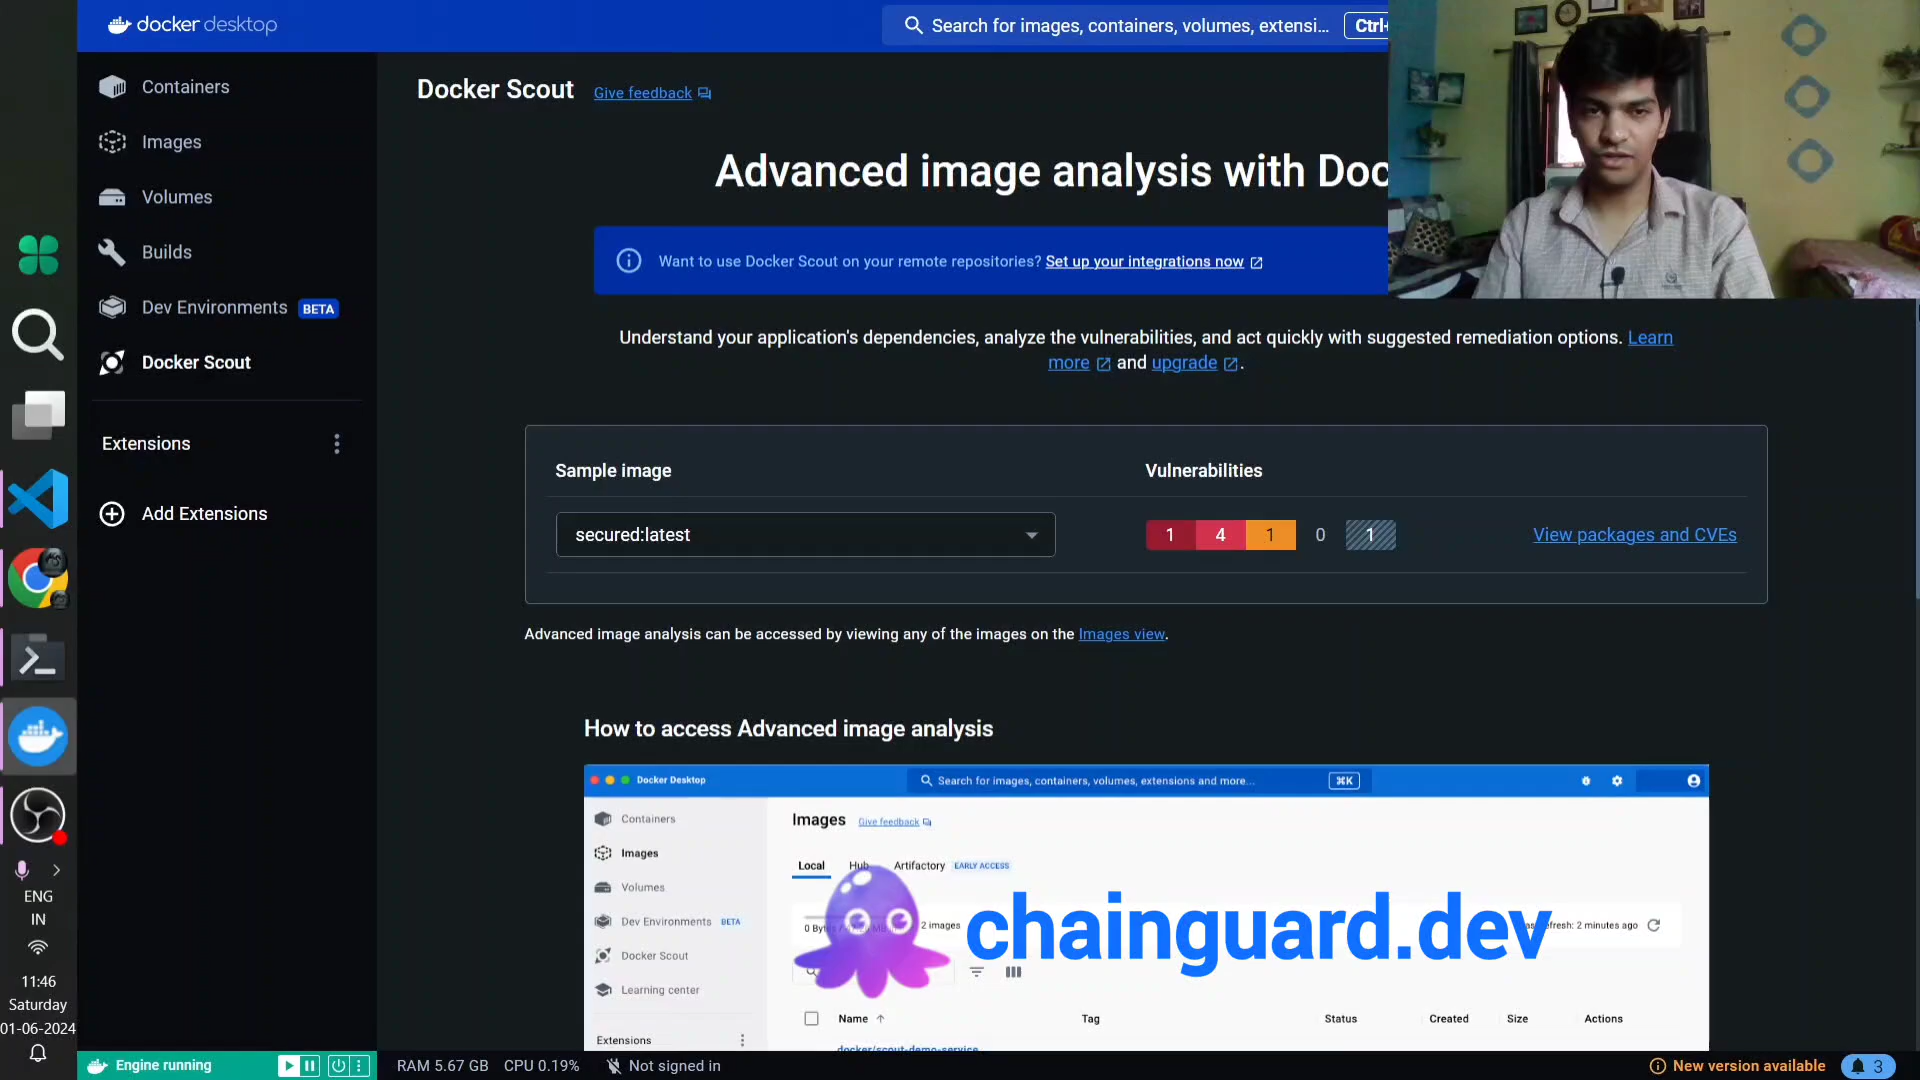 docker desktop
Search for images, containers, volumes, extensi...
Ctrl+
Containers
Images
Volumes
Builds
Dev Environments BETA
Docker Scout
Extensions
Add Extensions
Docker Scout Give feedback
Advanced image analysis with Doc
Want to use Docker Scout on your remote repositories? Set up your integrations now
Understand your application's dependencies, analyze the vulnerabilities, and act quickly with suggested remediation options. Learn
more and upgrade .
Sample image Vulnerabilities
secured:latest 1 4 1 0 1 View packages and CVEs
Advanced image analysis can be accessed by viewing any of the images on the Images view.
How to access Advanced image analysis
Docker Desktop Search for images, containers, volumes, extensions and more... ⌘K
Containers
Images
Volumes
Dev Environments BETA
Docker Scout
Learning center
Extensions
Images Give feedback
Local Hub Artifactory EARLY ACCESS
2 images
refresh: 2 minutes ago
chainguard.dev
Name Tag Status Created Size Actions
docker/scout-demo-service
ENG
IN
11:46
Saturday
01-06-2024
Engine running
RAM 5.67 GB CPU 0.19% Not signed in
New version available 3